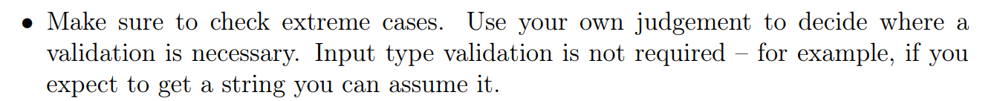 • Make sure to check extreme cases. Use your own judgement to decide where a
validation is necessary. Input type validation is not required – for example, if you
expect to get a string you can assume it.